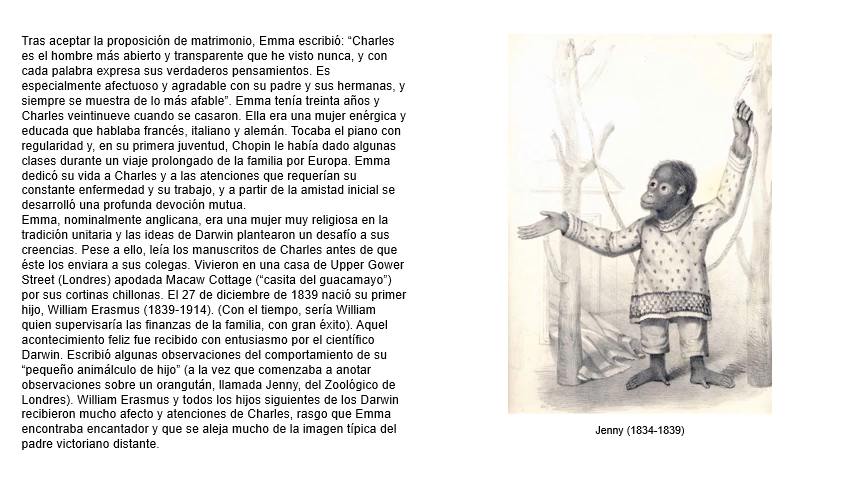 Tras aceptar la proposición de matrimonio, Emma escribió: “Charles
es el hombre más abierto y transparente que he visto nunca, y con
cada palabra expresa sus verdaderos pensamientos. Es
especialmente afectuoso y agradable con su padre y sus hermanas, y
siempre se muestra de lo más afable”. Emma tenía treinta años y
Charles veintinueve cuando se casaron. Ella era una mujer enérgica y
educada que hablaba francés, italiano y alemán. Tocaba el piano con
regularidad y, en su primera juventud, Chopin le había dado algunas
clases durante un viaje prolongado de la familia por Europa. Emma
dedicó su vida a Charles y a las atenciones que requerían su
constante enfermedad y su trabajo, y a partir de la amistad inicial se
desarrolló una profunda devoción mutua.
Emma, nominalmente anglicana, era una mujer muy religiosa en la
tradición unitaria y las ideas de Darwin plantearon un desafío a sus
creencias. Pese a ello, leía los manuscritos de Charles antes de que
éste los enviara a sus colegas. Vivieron en una casa de Upper Gower
Street (Londres) apodada Macaw Cottage (“casita del guacamayo”)
por sus cortinas chillonas. El 27 de diciembre de 1839 nació su primer
hijo, William Erasmus (1839-1914). (Con el tiempo, sería William
quien supervisaría las finanzas de la familia, con gran éxito). Aquel
acontecimiento feliz fue recibido con entusiasmo por el científico
Darwin. Escribió algunas observaciones del comportamiento de su
“pequeño animálculo de hijo” (a la vez que comenzaba a anotar
observaciones sobre un orangután, llamada Jenny, del Zoológico de
Londres). William Erasmus y todos los hijos siguientes de los Darwin
recibieron mucho afecto y atenciones de Charles, rasgo que Emma
encontraba encantador y que se aleja mucho de la imagen típica del
padre victoriano distante.
Jenny (1834-1839)